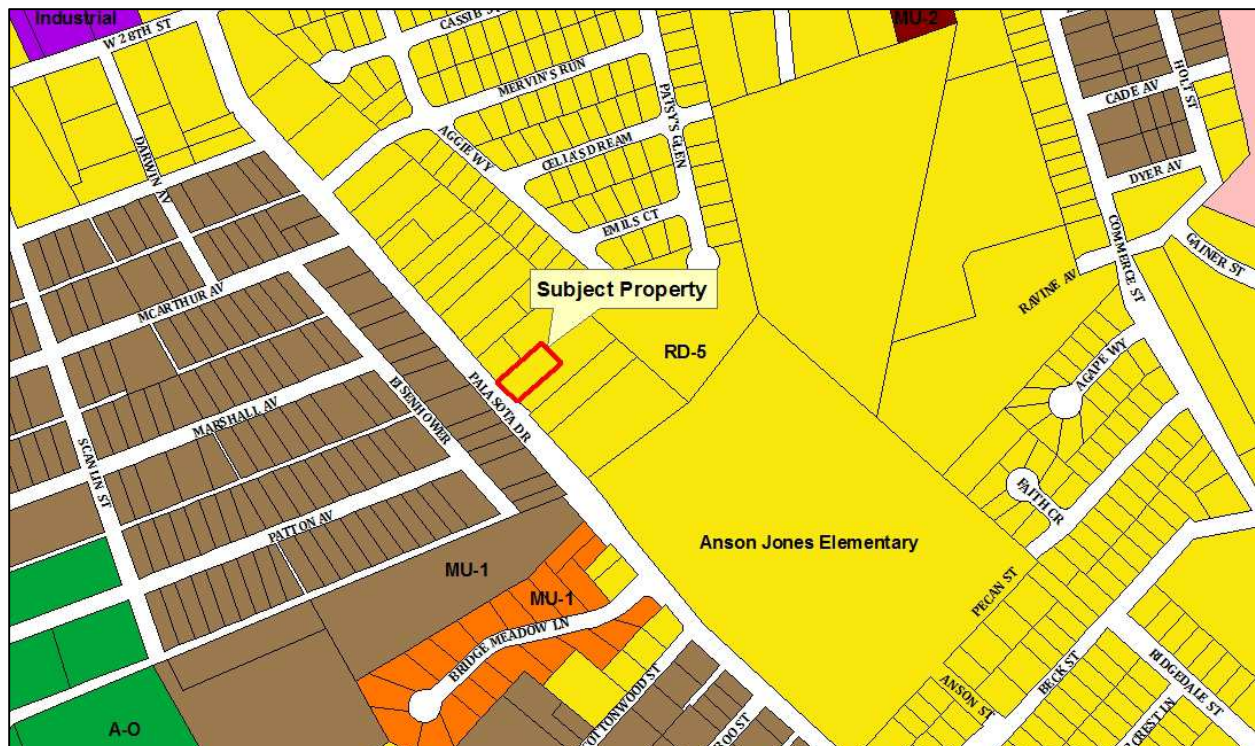 Industrial
W 28TH ST
MU-2
MERVIN'S RUN
PATSY'S GLEN
HOLT ST
CADE AV
AGGIE WY
CELIA'S DREAM
DARWIN AV
DYER AV
EMILS CT
COMMERCE ST
GAINER ST
MCARTHUR AV
Subject Property
RAVINE AV
RD-5
AGAPE WY
EISENHOWER
PALASOTA DR
MARSHALL AV
SCANLIN ST
FAITH CR
PATTON AV
Anson Jones Elementary
MU-1
PECAN ST
MU-1
BRIDGE MEADOW LN
BECK ST
RIDGEDALE ST
COTTONWOOD ST
ANSON ST
A-O
CREST LN